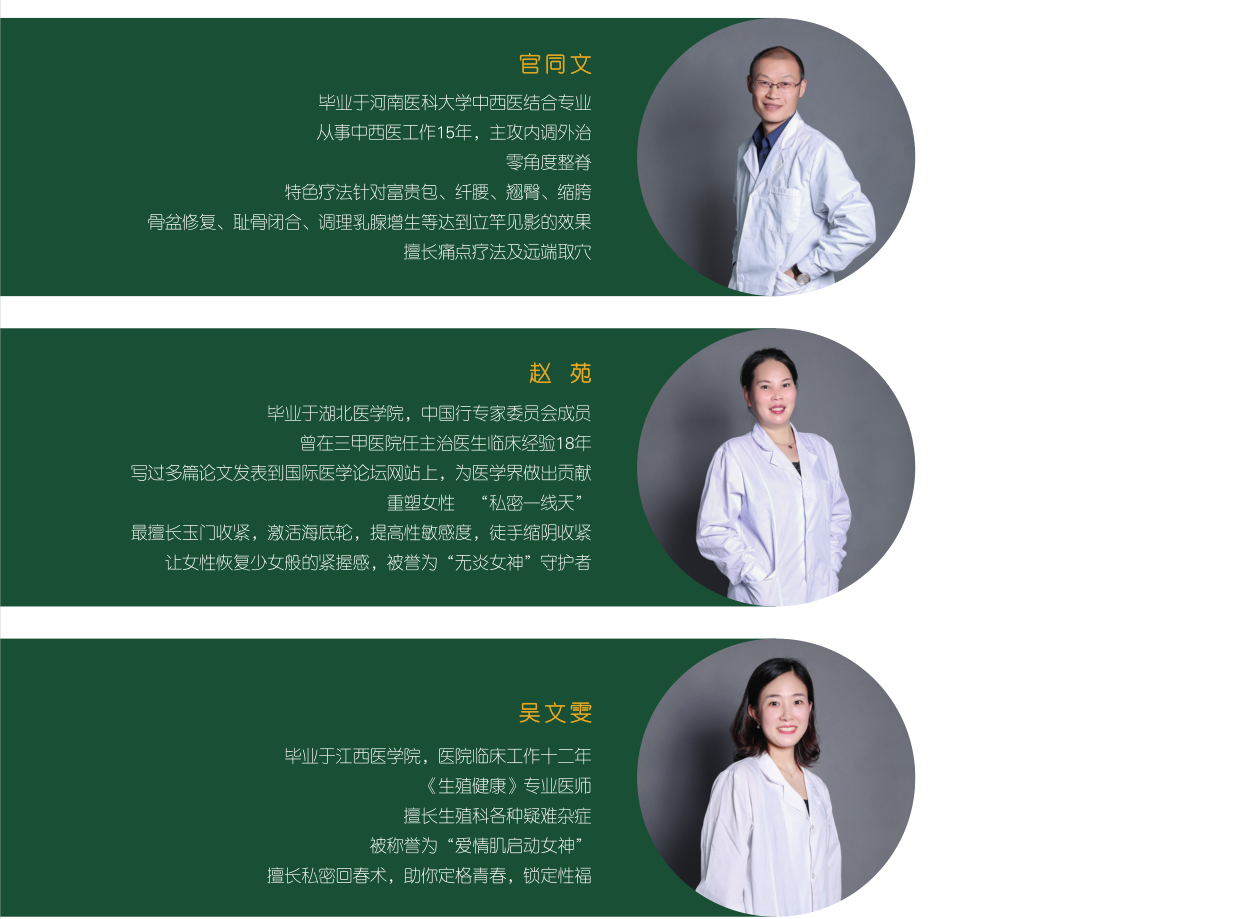 官同文
毕业于河南医科大学中西医结合专业
从事中西医工作15年，主攻内调外治
零角度整脊
特色疗法针对富贵包、纤腰、翘臀、缩胯
骨盆修复、耻骨闭合、调理乳腺增生等达到立竿见影的效果
擅长痛点疗法及远端取穴
赵 苑
毕业于湖北医学院，中国行专家委员会成员
曾在三甲医院任主治医生临床经验18年
写过多篇论文发表到国际医学论坛网站上，为医学界做出贡献
重塑女性 “私密一线天”
最擅长玉门收紧，激活海底轮，提高性敏感度，徒手缩阴收紧
让女性恢复少女般的紧握感，被誉为“无炎女神”守护者
吴文雯
毕业于江西医学院，医院临床工作十二年
《生殖健康》专业医师
擅长生殖科各种疑难杂症
被称誉为“爱情肌启动女神”
擅长私密回春术，助你定格青春，锁定性福